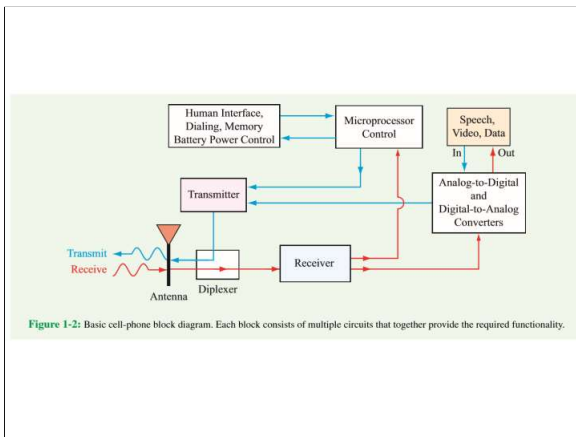 Human Interface,
Dialing, Memory
Battery Power Control
Microprocessor
Control
Speech,
Video, Data
In
Out
Transmitter
Analog-to-Digital
and
Digital-to-Analog
Converters
Transmit
Receive
Antenna
Diplexer
Receiver
Figure 1-2: Basic cell-phone block diagram. Each block consists of multiple circuits that together provide the required functionality.